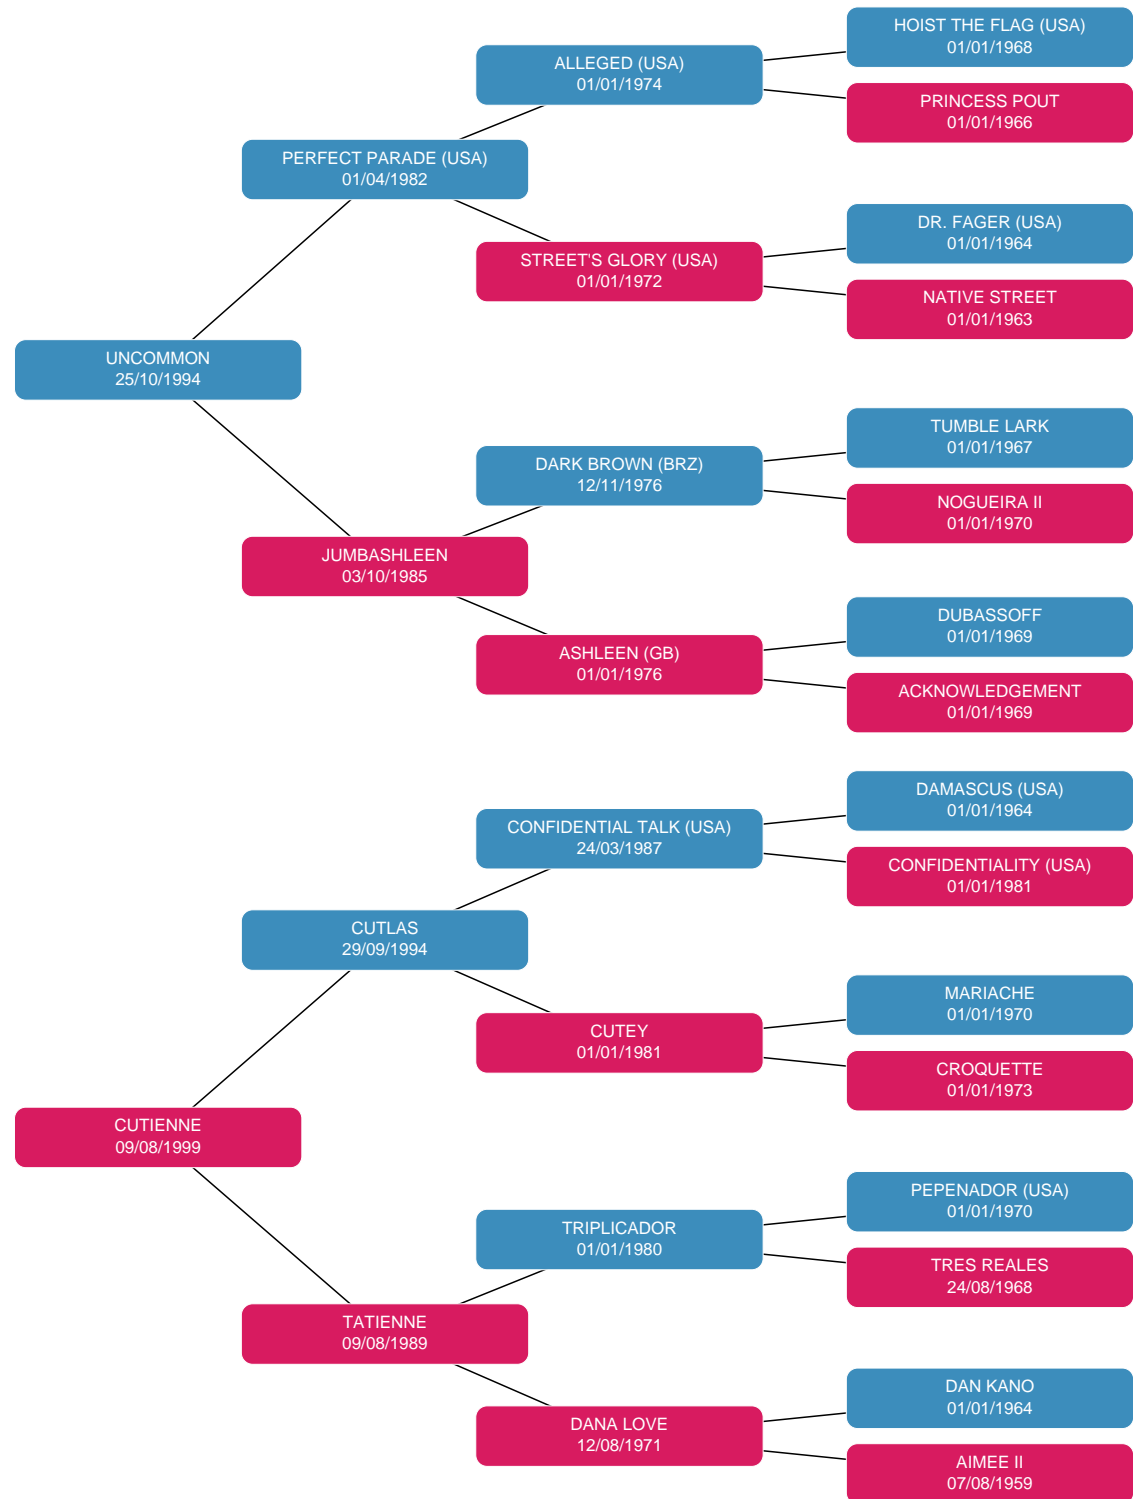 HOIST THE FLAG (USA)
01/01/1968
ALLEGED (USA)
01/01/1974
PRINCESS POUT
01/01/1966
PERFECT PARADE (USA)
01/04/1982
DR. FAGER (USA)
01/01/1964
STREET'S GLORY (USA)
01/01/1972
NATIVE STREET
01/01/1963
UNCOMMON
25/10/1994
TUMBLE LARK
01/01/1967
DARK BROWN (BRZ)
12/11/1976
NOGUEIRA II
01/01/1970
JUMBASHLEEN
03/10/1985
DUBASSOFF
01/01/1969
ASHLEEN (GB)
01/01/1976
ACKNOWLEDGEMENT
01/01/1969
DAMASCUS (USA)
01/01/1964
CONFIDENTIAL TALK (USA)
24/03/1987
CONFIDENTIALITY (USA)
01/01/1981
CUTLAS
29/09/1994
MARIACHE
01/01/1970
CUTEY
01/01/1981
CROQUETTE
01/01/1973
CUTIENNE
09/08/1999
PEPENADOR (USA)
01/01/1970
TRIPLICADOR
01/01/1980
TRES REALES
24/08/1968
TATIENNE
09/08/1989
DAN KANO
01/01/1964
DANA LOVE
12/08/1971
AIMEE II
07/08/1959